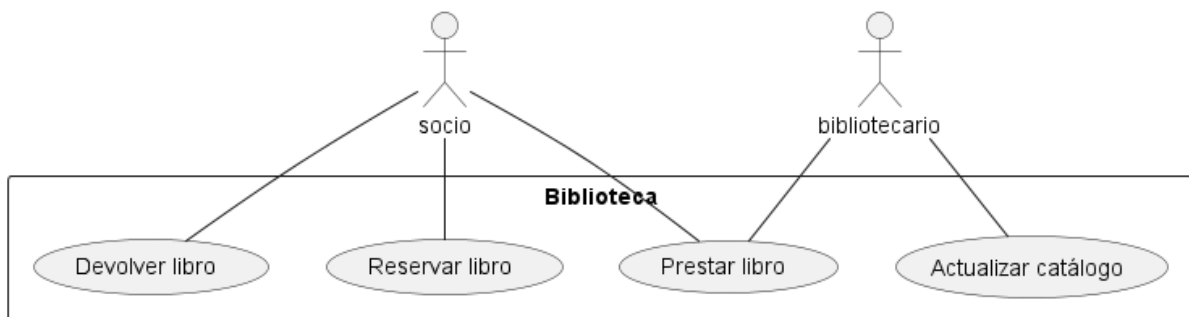 socio
bibliotecario
Biblioteca
Devolver libro
Reservar libro
Prestar libro
Actualizar catálogo